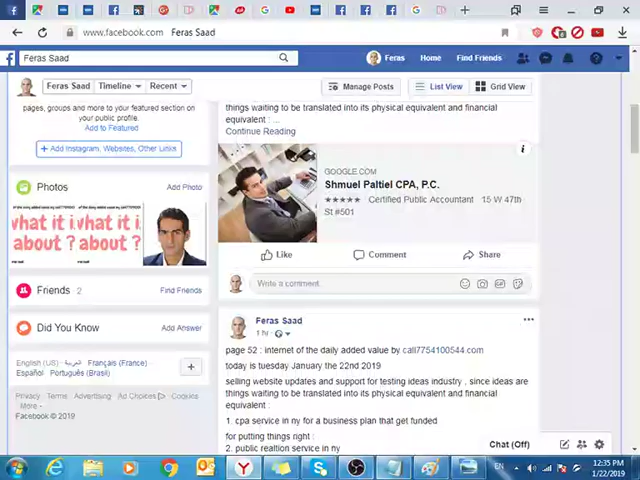 www.facebook.com Feras Saad
Feras Saad
Feras Home Find Friends
Feras Saad Timeline Recent
Manage Posts List View Grid View
pages, groups and more to your featured section on
your public profile.
Add to Featured
+ Add Instagram, Websites, Other Links
Photos Add Photo
what it i what it i
about ? about ?
Friends 2 Find Friends
Did You Know Add Answer
English (US) · العربية · Français (France) ·
Español · Português (Brasil)
+
Privacy · Terms · Advertising · Ad Choices · Cookies ·
More
Facebook © 2019
things waiting to be translated into its physical equivalent and financial
equivalent : ...
Continue Reading
GOOGLE.COM
Shmuel Paltiel CPA, P.C.
★★★★★ · Certified Public Accountant · 15 W 47th
St #501
Like Comment Share
Write a comment...
Feras Saad
1 hr
page 52 : internet of the daily added value by call7754100544.com
today is tuesday January the 22nd 2019
selling website updates and support for testing ideas industry , since ideas are
things waiting to be translated into its physical equivalent and financial
equivalent :
1. cpa service in ny for a business plan that get funded
for putting things right :
2. public realtion service in ny
Chat (Off)
EN
12:35 PM
1/22/2019